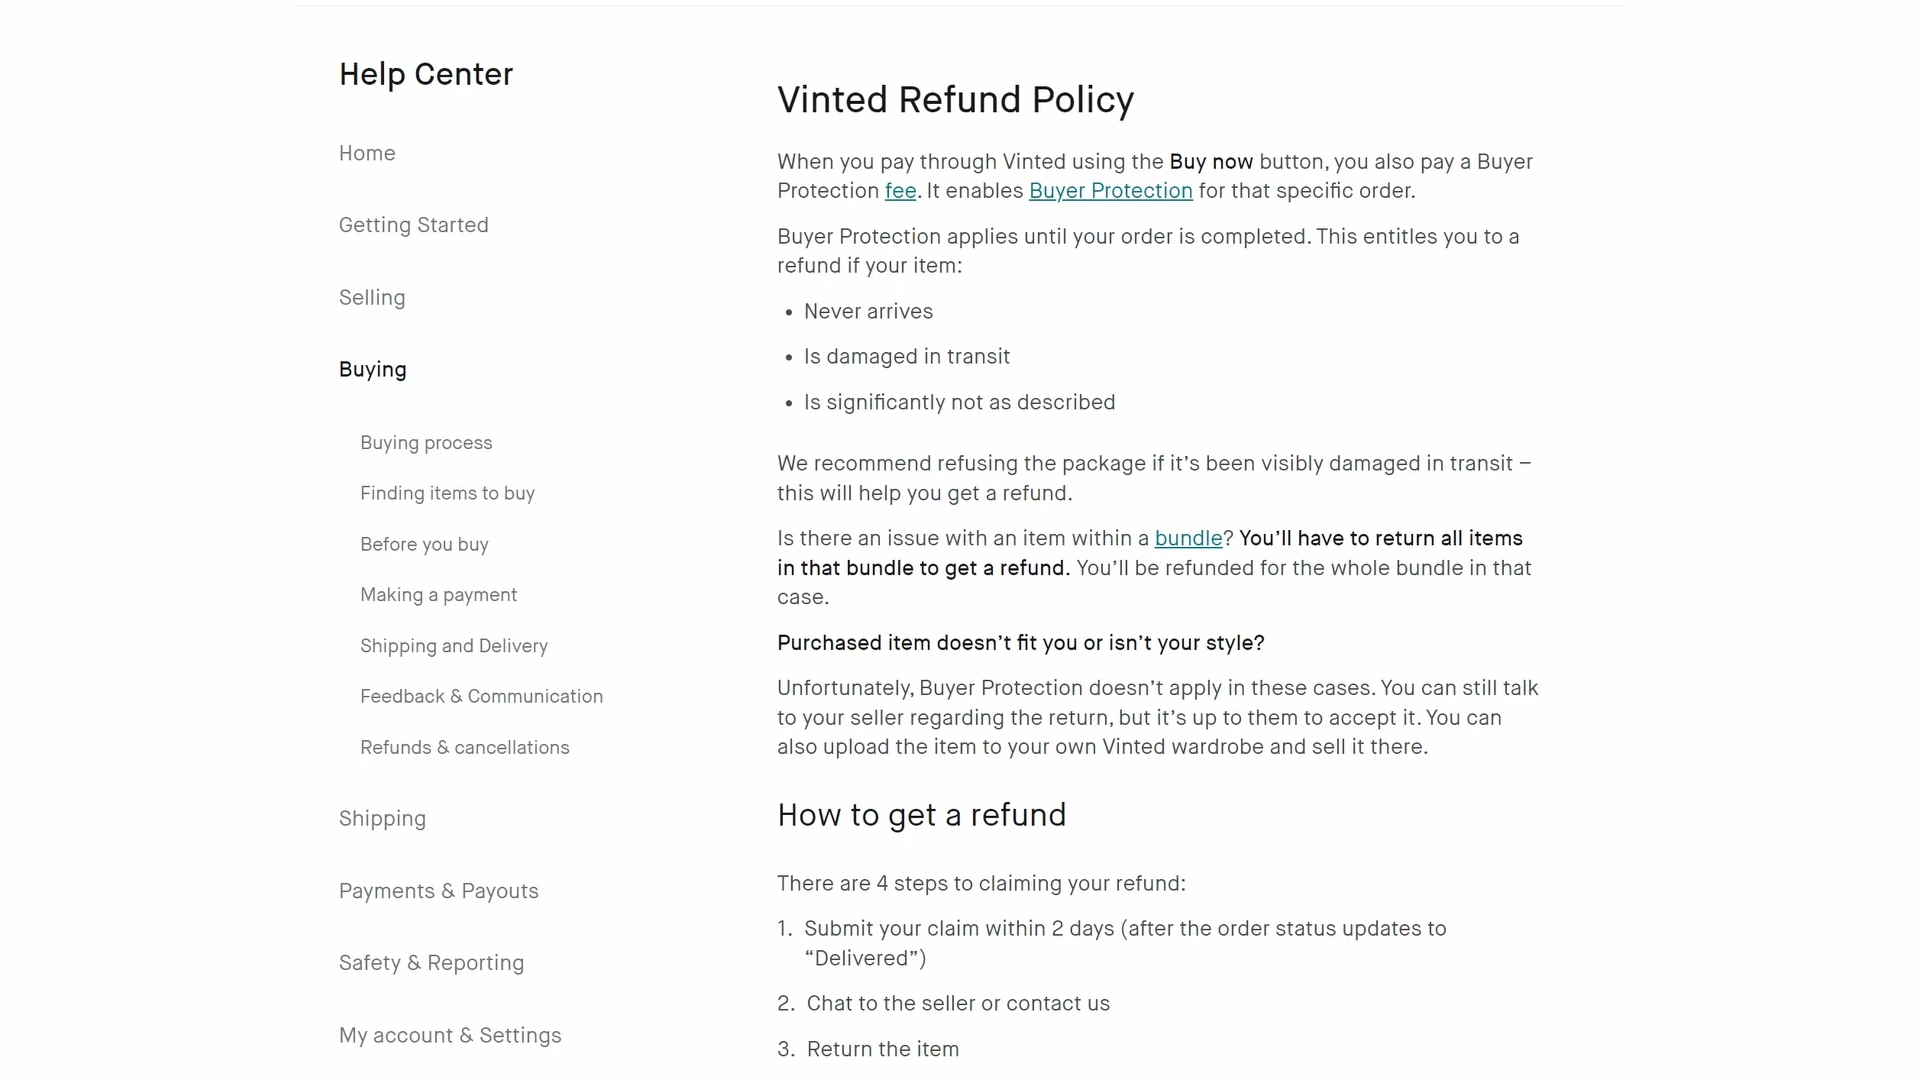 Help Center
Home
Getting Started
Selling
Buying
Buying process
Finding items to buy
Before you buy
Making a payment
Shipping and Delivery
Feedback & Communication
Refunds & cancellations
Shipping
Payments & Payouts
Safety & Reporting
My account & Settings
Vinted Refund Policy
When you pay through Vinted using the Buy now button, you also pay a Buyer
Protection fee. It enables Buyer Protection for that specific order.
Buyer Protection applies until your order is completed. This entitles you to a
refund if your item:
• Never arrives
• Is damaged in transit
• Is significantly not as described
We recommend refusing the package if it’s been visibly damaged in transit –
this will help you get a refund.
Is there an issue with an item within a bundle? You’ll have to return all items
in that bundle to get a refund. You’ll be refunded for the whole bundle in that
case.
Purchased item doesn’t fit you or isn’t your style?
Unfortunately, Buyer Protection doesn’t apply in these cases. You can still talk
to your seller regarding the return, but it’s up to them to accept it. You can
also upload the item to your own Vinted wardrobe and sell it there.
How to get a refund
There are 4 steps to claiming your refund:
1. Submit your claim within 2 days (after the order status updates to
“Delivered”)
2. Chat to the seller or contact us
3. Return the item